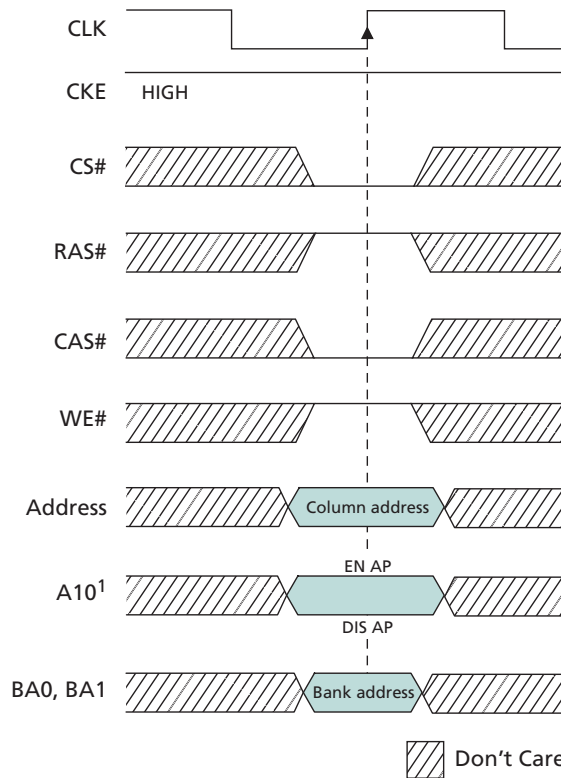 CLK
CKE HIGH
CS#
RAS#
CAS#
WE#
Address Column address
EN AP
A10¹
DIS AP
BA0, BA1 Bank address
Don't Care